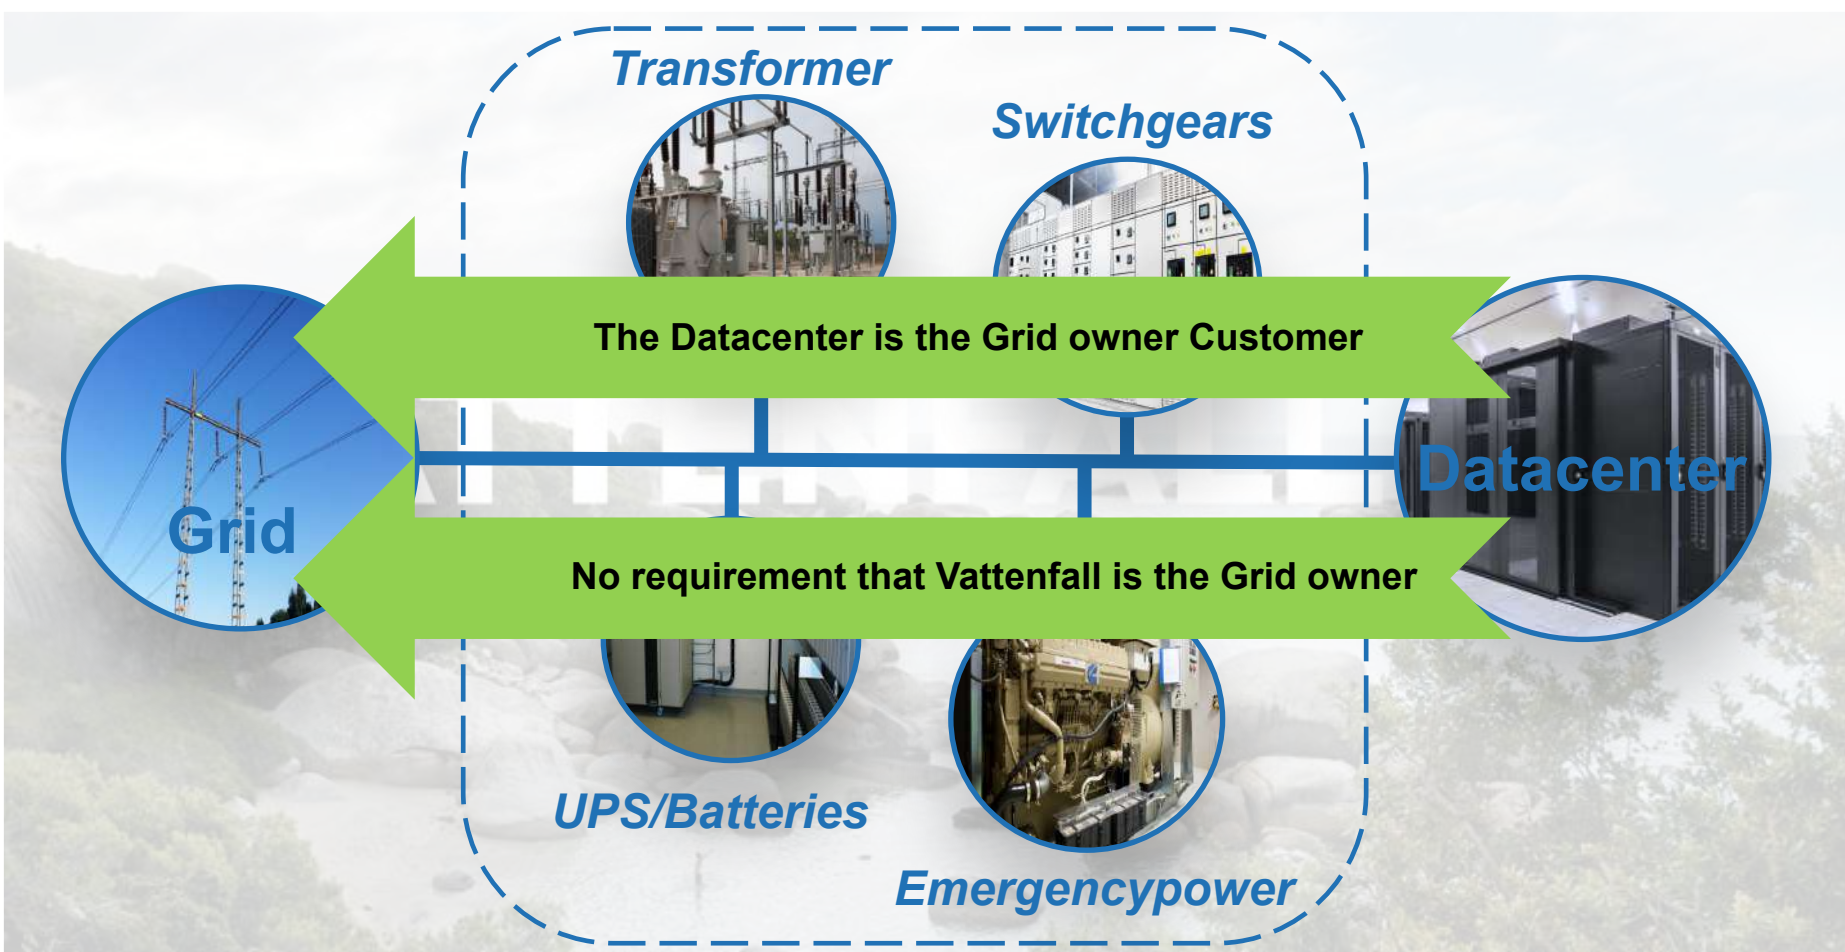 Transformer
Switchgears
The Datacenter is the Grid owner Customer
Grid
Datacenter
No requirement that Vattenfall is the Grid owner
UPS/Batteries
Emergencypower